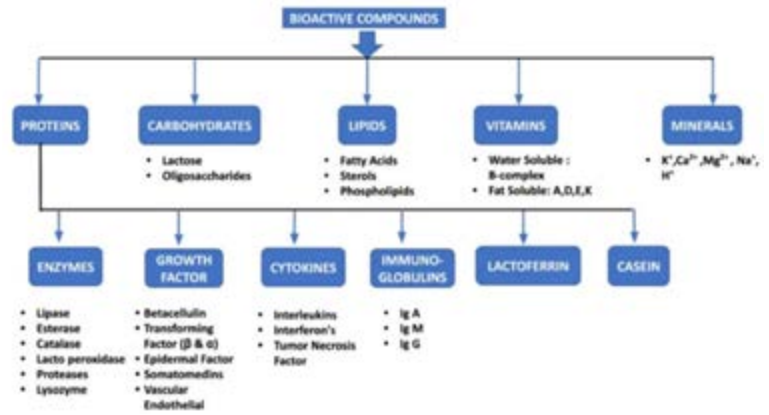 BIOACTIVE COMPOUNDS
PROTEINS
CARBOHYDRATES
LIPIDS
VITAMINS
MINERALS
• Lactose
• Oligosaccharides
• Fatty Acids
• Sterols
• Phospholipids
• Water Soluble :
B-complex
• Fat Soluble: A,D,E,K
• K⁺,Ca²⁺ ,Mg²⁺ , Na⁺,
H⁺
ENZYMES
GROWTH
FACTOR
CYTOKINES
IMMUNO-
GLOBULINS
LACTOFERRIN
CASEIN
• Lipase
• Esterase
• Catalase
• Lacto peroxidase
• Proteases
• Lysozyme
• Betacellulin
• Transforming
Factor (β & α)
• Epidermal Factor
• Somatomedins
• Vascular
Endothelial
• Interleukins
• Interferon's
• Tumor Necrosis
Factor
• Ig A
• Ig M
• Ig G